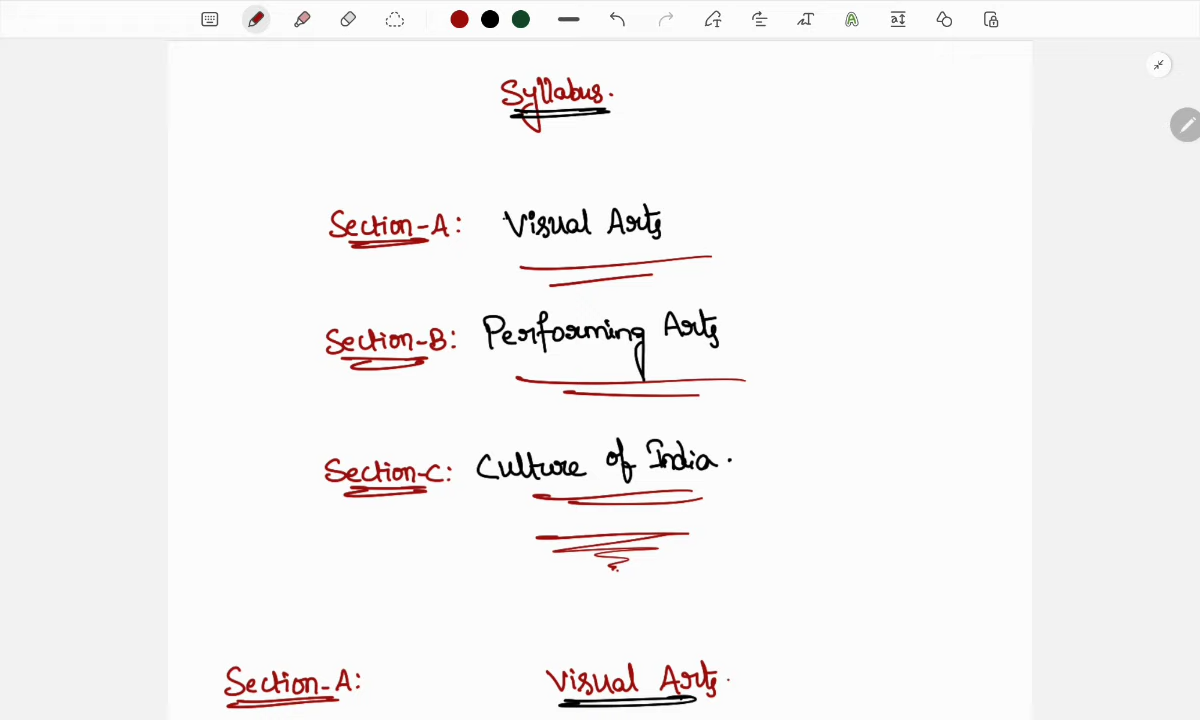 Syllabus.
Section-A: Visual Arts
Section-B: Performing Arts
Section-C: Culture of India.
Section-A: Visual Arts.